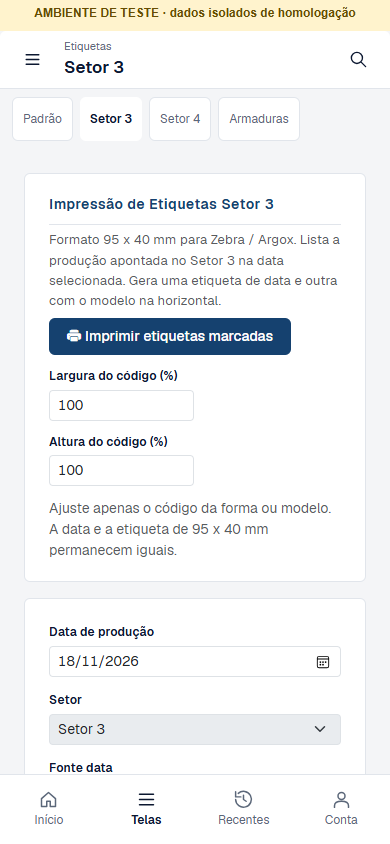 AMBIENTE DE TESTE · dados isolados de homologação
Etiquetas
Setor 3
Padrão
Setor 3
Setor 4
Armaduras
Impressão de Etiquetas Setor 3
Formato 95 x 40 mm para Zebra / Argox. Lista a
produção apontada no Setor 3 na data
selecionada. Gera uma etiqueta de data e outra
com o modelo na horizontal.
Imprimir etiquetas marcadas
Largura do código (%)
100
Altura do código (%)
100
Ajuste apenas o código da forma ou modelo.
A data e a etiqueta de 95 x 40 mm
permanecem iguais.
Data de produção
18/11/2026
Setor
Setor 3
Fonte data
Início
Telas
Recentes
Conta